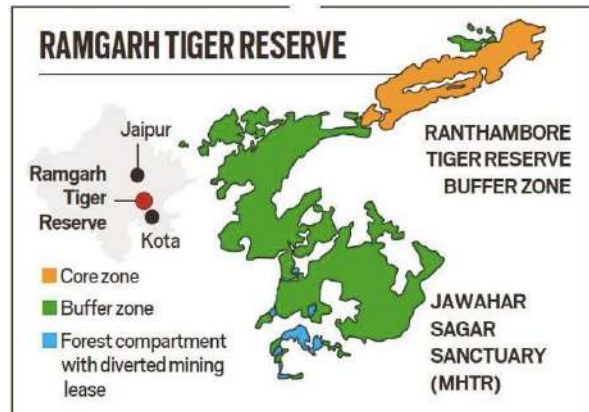 RAMGARH TIGER RESERVE
Jaipur
Ramgarh
Tiger
Reserve
Kota
RANTHAMBORE
TIGER RESERVE
BUFFER ZONE
Core zone
Buffer zone
Forest compartment
with diverted mining
lease
JAWAHAR
SAGAR
SANCTUARY
(MHTR)